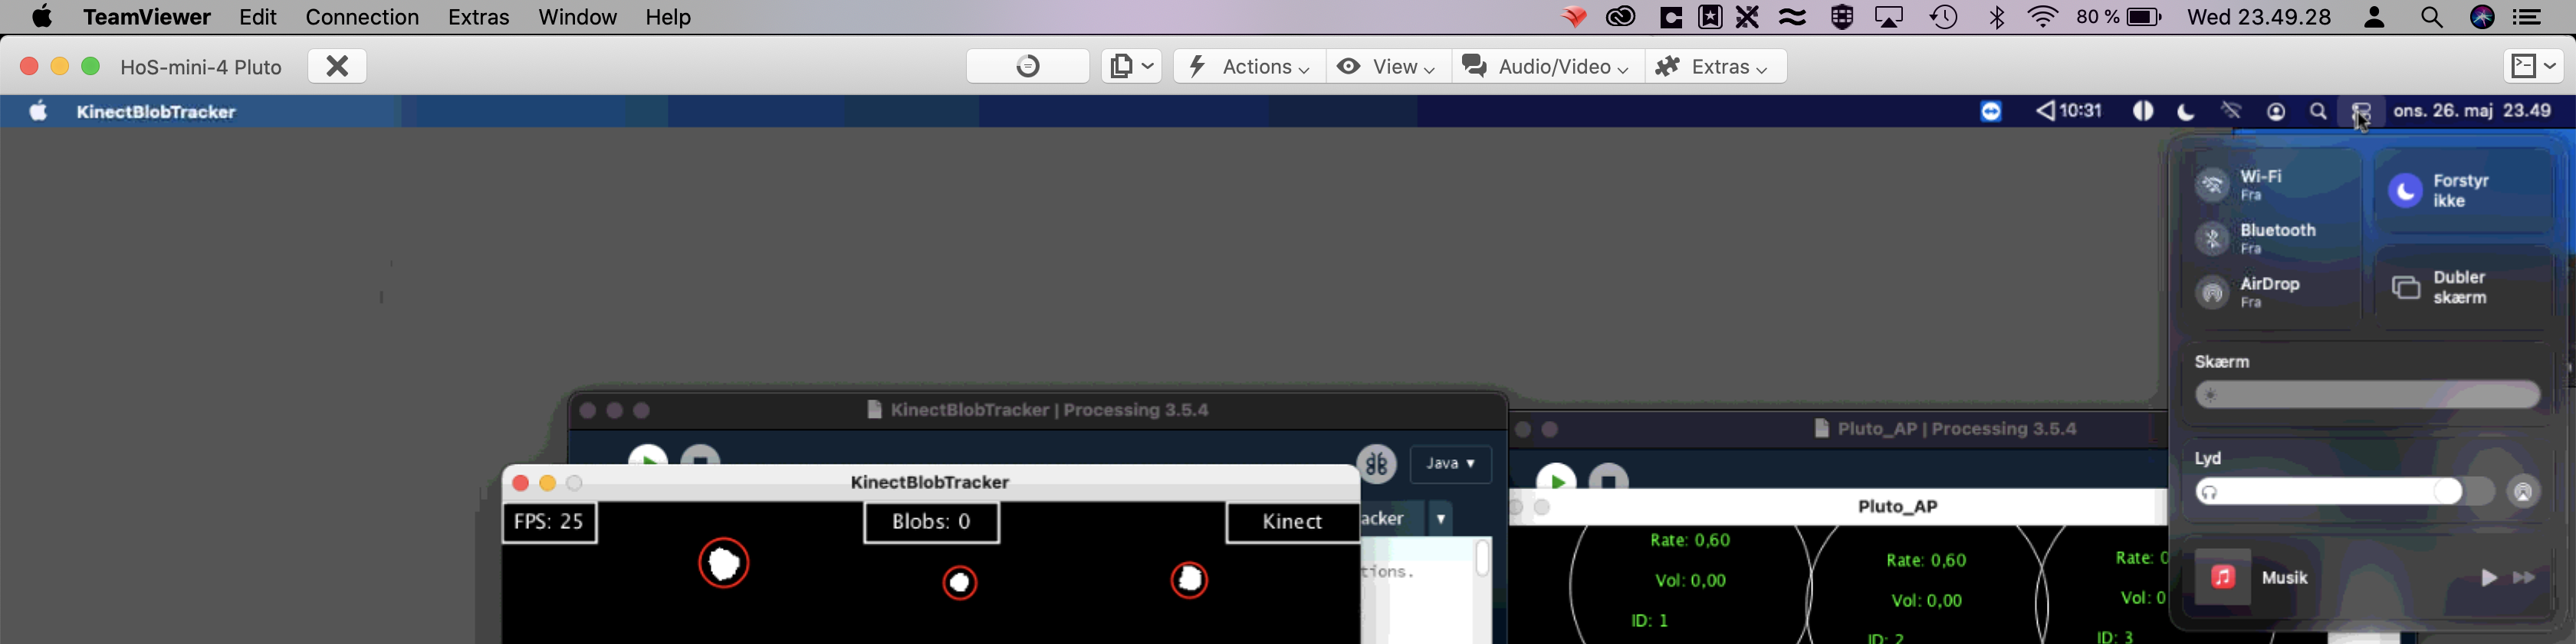 TeamViewer Edit Connection Extras Window Help 80 % Wed 23.49.28
HoS-mini-4 Pluto Actions View Audio/Video Extras
KinectBlobTracker 10:31 ons. 26. maj 23.49
Wi-Fi
Fra
Forstyr
ikke
Bluetooth
Fra
AirDrop
Fra
Dubler
skærm
Skærm
Lyd
Musik
KinectBlobTracker | Processing 3.5.4
Java
acker
tions.
KinectBlobTracker
FPS: 25 Blobs: 0 Kinect
Pluto_AP | Processing 3.5.4
Pluto_AP
Rate: 0,60
Vol: 0,00
ID: 1
Rate: 0,60
Vol: 0,00
ID: 2
Rate: 0
Vol: 0
ID: 3